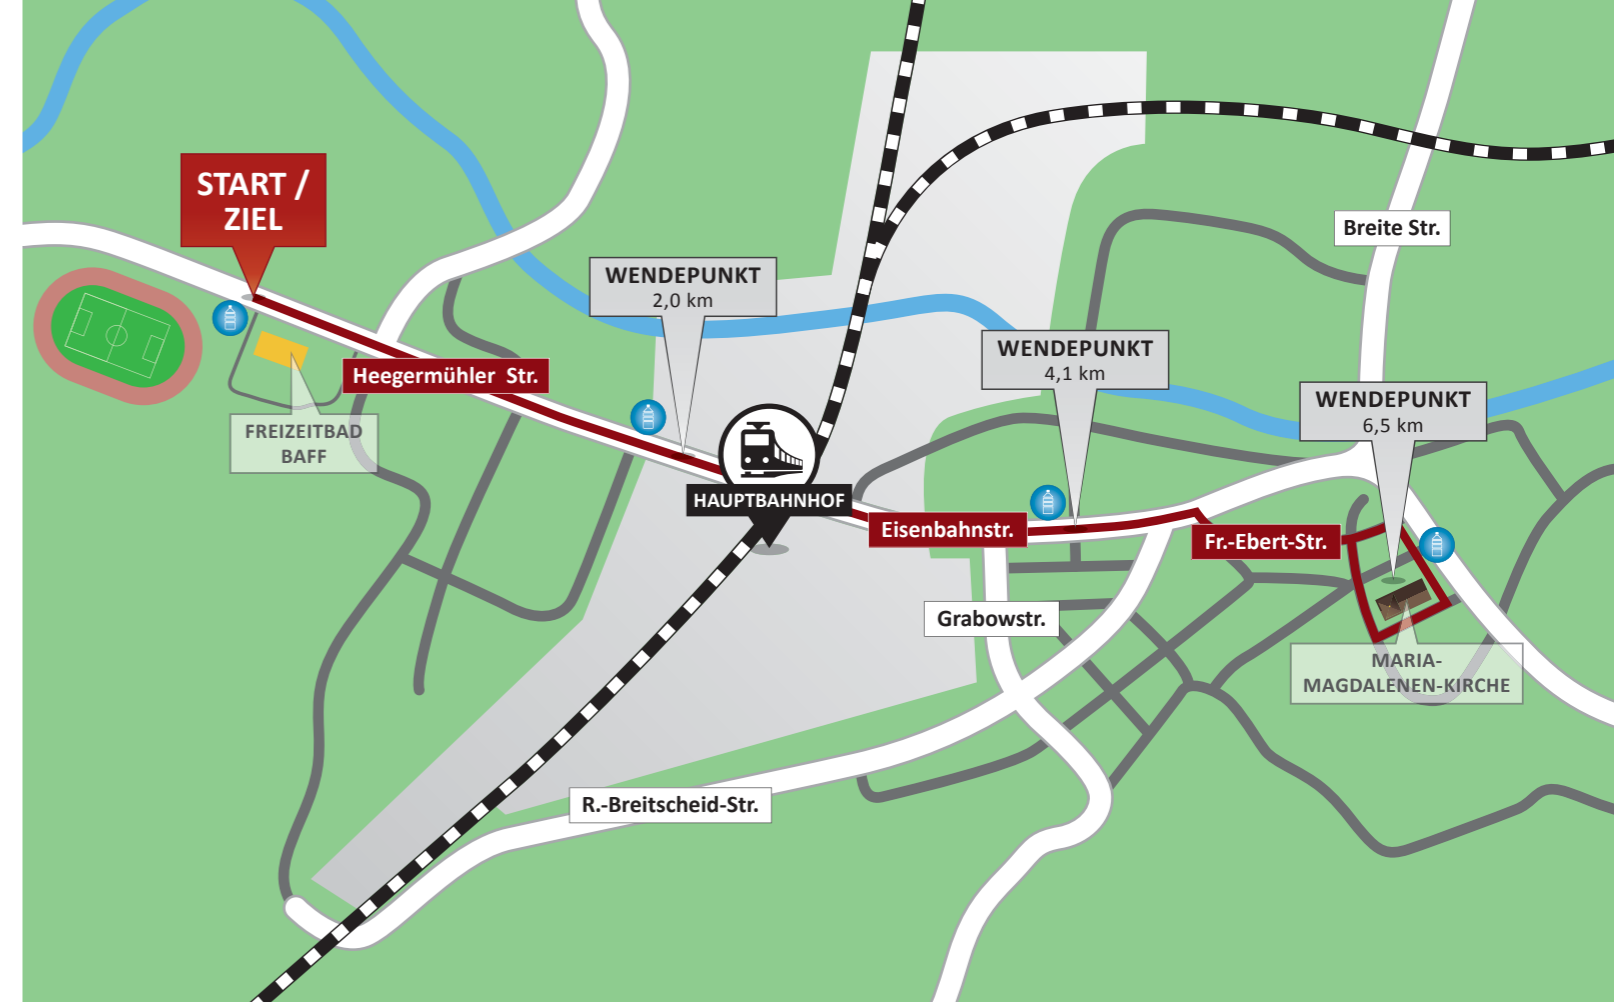 START /
ZIEL
Breite Str.
WENDEPUNKT
2,0 km
WENDEPUNKT
4,1 km
Heegermühler Str.
WENDEPUNKT
6,5 km
FREIZEITBAD
BAFF
HAUPTBAHNHOF
Eisenbahnstr.
Fr.-Ebert-Str.
Grabowstr.
MARIA-
MAGDALENEN-KIRCHE
R.-Breitscheid-Str.